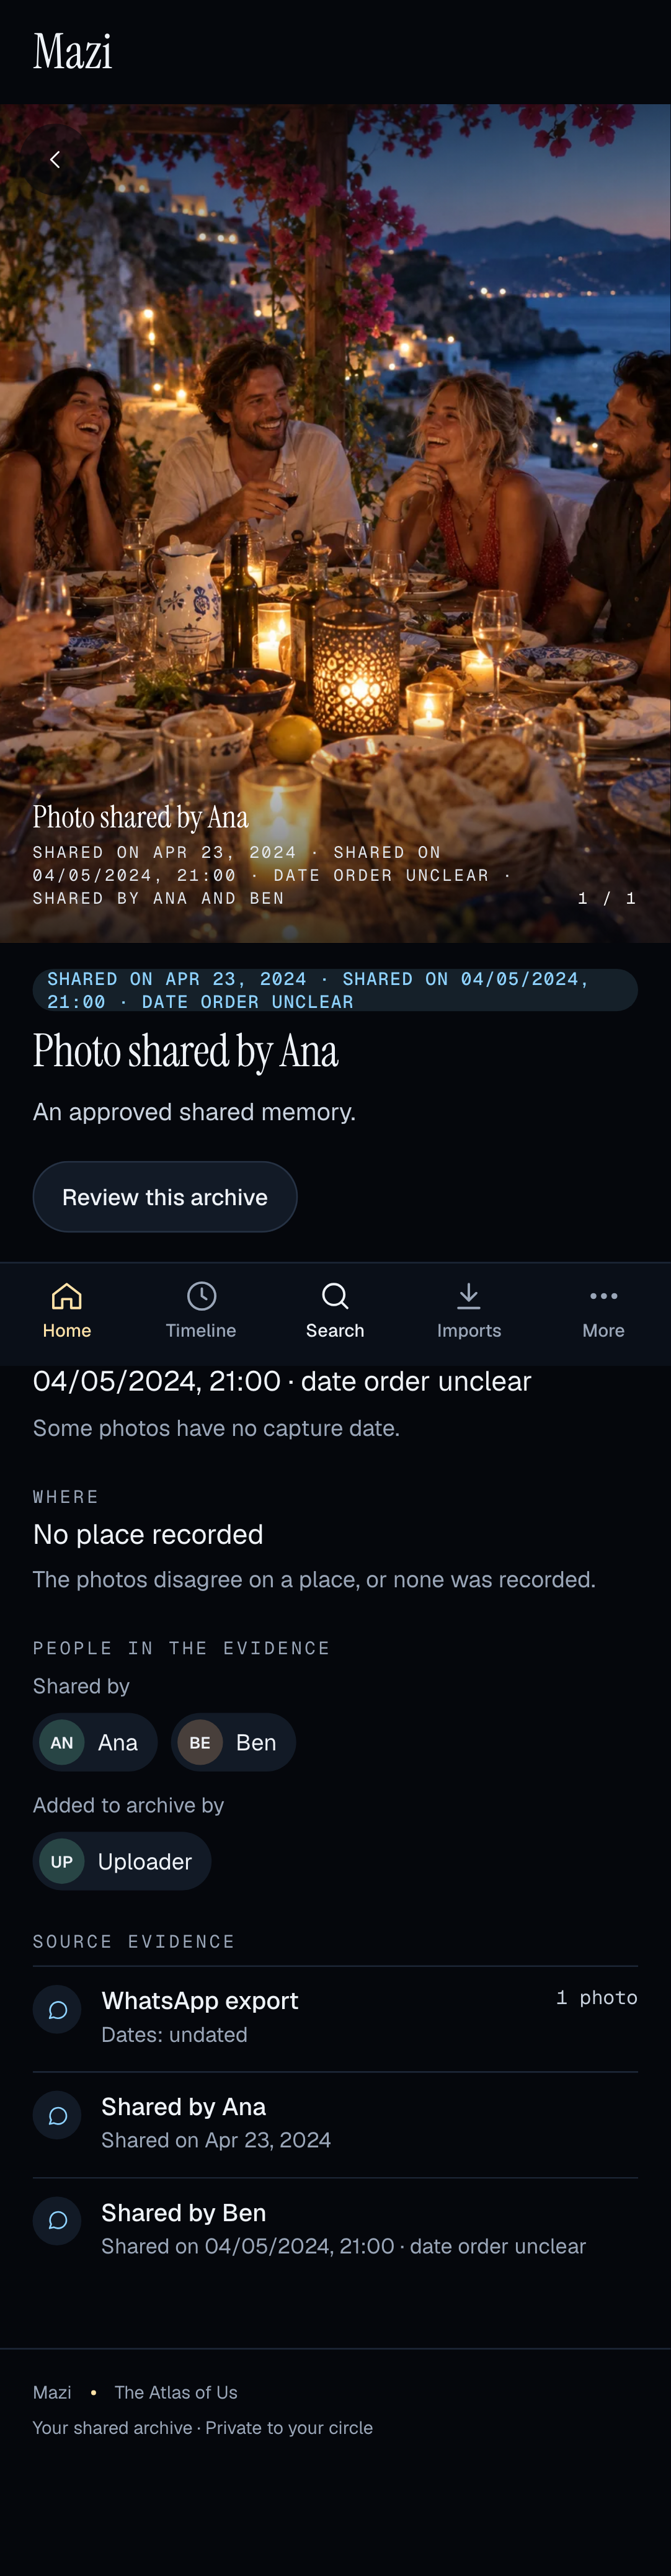 Mazi
Photo shared by Ana
SHARED ON APR 23, 2024 · SHARED ON
04/05/2024, 21:00 · DATE ORDER UNCLEAR ·
SHARED BY ANA AND BEN
1 / 1
SHARED ON APR 23, 2024 · SHARED ON 04/05/2024,
21:00 · DATE ORDER UNCLEAR
Photo shared by Ana
An approved shared memory.
Review this archive
Home
Timeline
Search
Imports
More
04/05/2024, 21:00 · date order unclear
Some photos have no capture date.
WHERE
No place recorded
The photos disagree on a place, or none was recorded.
PEOPLE IN THE EVIDENCE
Shared by
AN Ana
BE Ben
Added to archive by
UP Uploader
SOURCE EVIDENCE
WhatsApp export
1 photo
Dates: undated
Shared by Ana
Shared on Apr 23, 2024
Shared by Ben
Shared on 04/05/2024, 21:00 · date order unclear
Mazi • The Atlas of Us
Your shared archive · Private to your circle